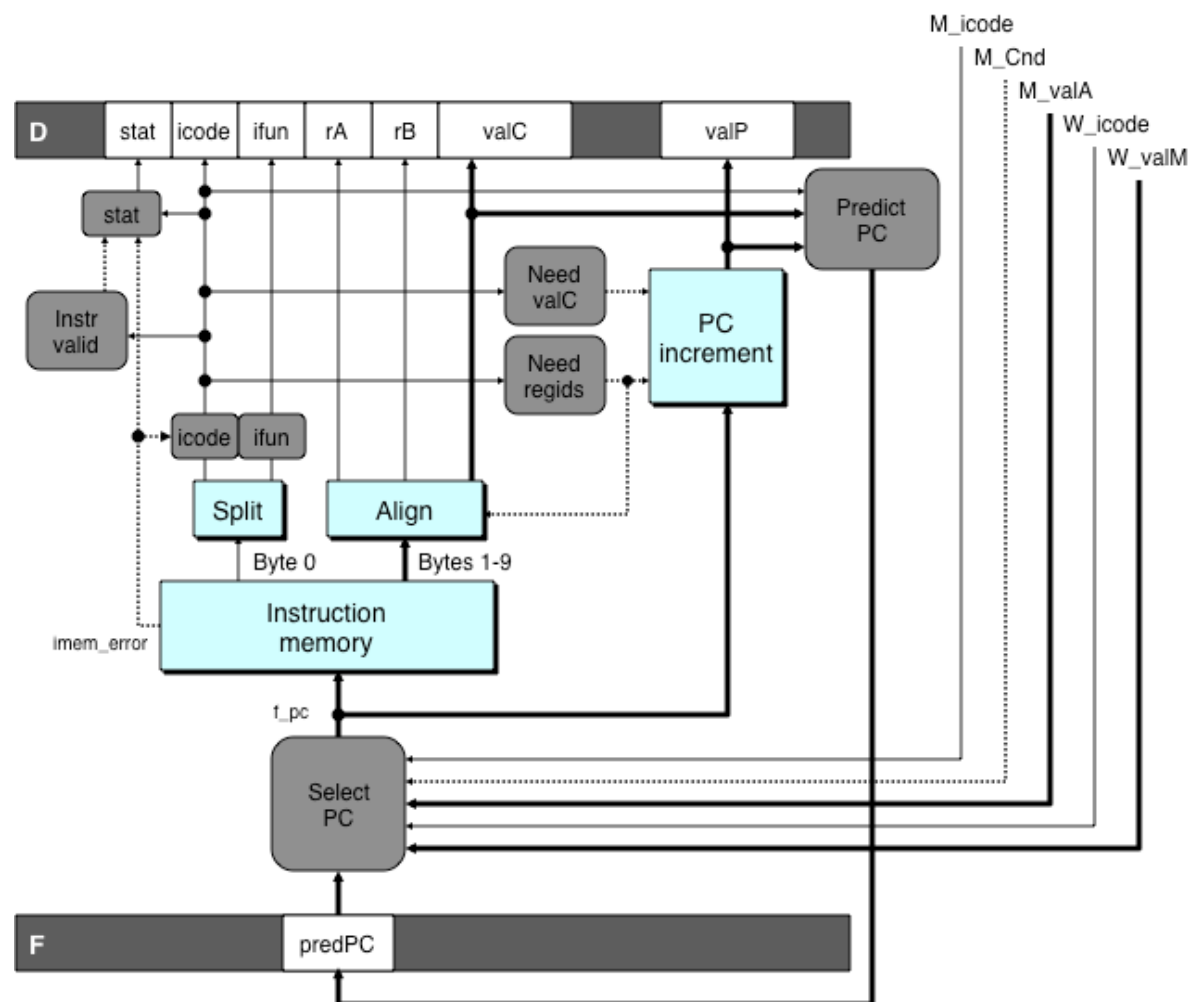 M_icode
M_Cnd
M_valA
W_icode
W_valM
D
stat
icode
ifun
rA
rB
valC
valP
stat
Predict
PC
Need
valC
Instr
valid
PC
increment
Need
regids
icode
ifun
Split
Align
Byte 0
Bytes 1-9
Instruction
memory
imem_error
f_pc
Select
PC
F
predPC